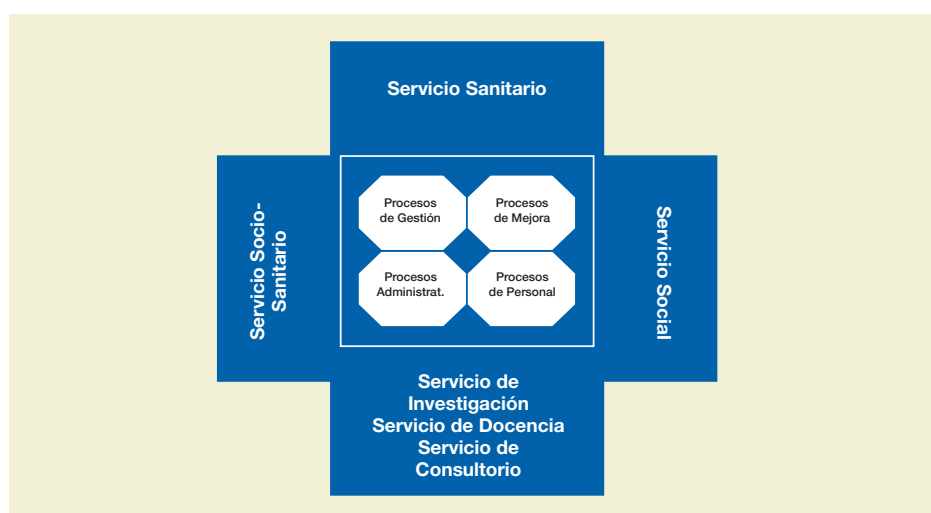 Servicio Sanitario
Servicio Socio-
Sanitario
Procesos
de Gestión
Procesos
de Mejora
Procesos
Administrat.
Procesos
de Personal
Servicio Social
Servicio de
Investigación
Servicio de Docencia
Servicio de
Consultorio